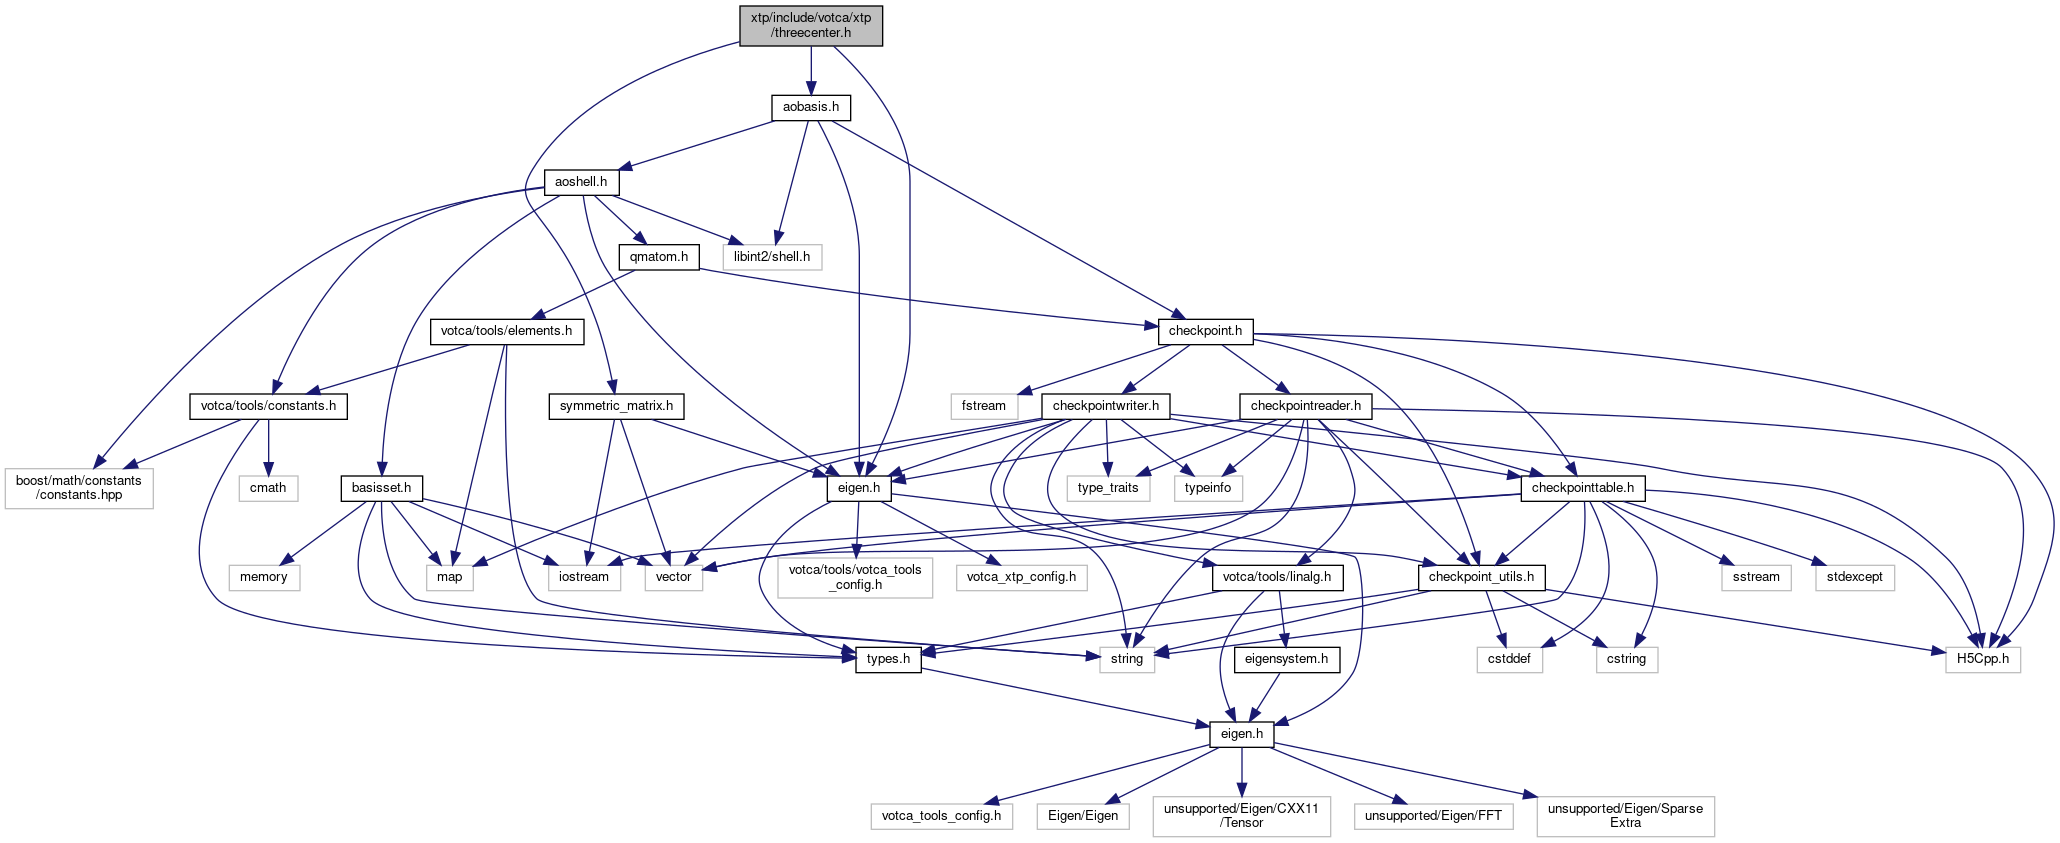 xtp/include/votca/xtp
/threecenter.h
aobasis.h
aoshell.h
qmatom.h
libint2/shell.h
votca/tools/elements.h
checkpoint.h
votca/tools/constants.h
symmetric_matrix.h
fstream
checkpointwriter.h
checkpointreader.h
boost/math/constants
/constants.hpp
cmath
basisset.h
eigen.h
type_traits
typeinfo
checkpointtable.h
memory
map
iostream
vector
votca/tools/votca_tools
_config.h
votca_xtp_config.h
votca/tools/linalg.h
checkpoint_utils.h
sstream
stdexcept
types.h
string
eigensystem.h
cstddef
cstring
H5Cpp.h
eigen.h
votca_tools_config.h
Eigen/Eigen
unsupported/Eigen/CXX11
/Tensor
unsupported/Eigen/FFT
unsupported/Eigen/Sparse
Extra